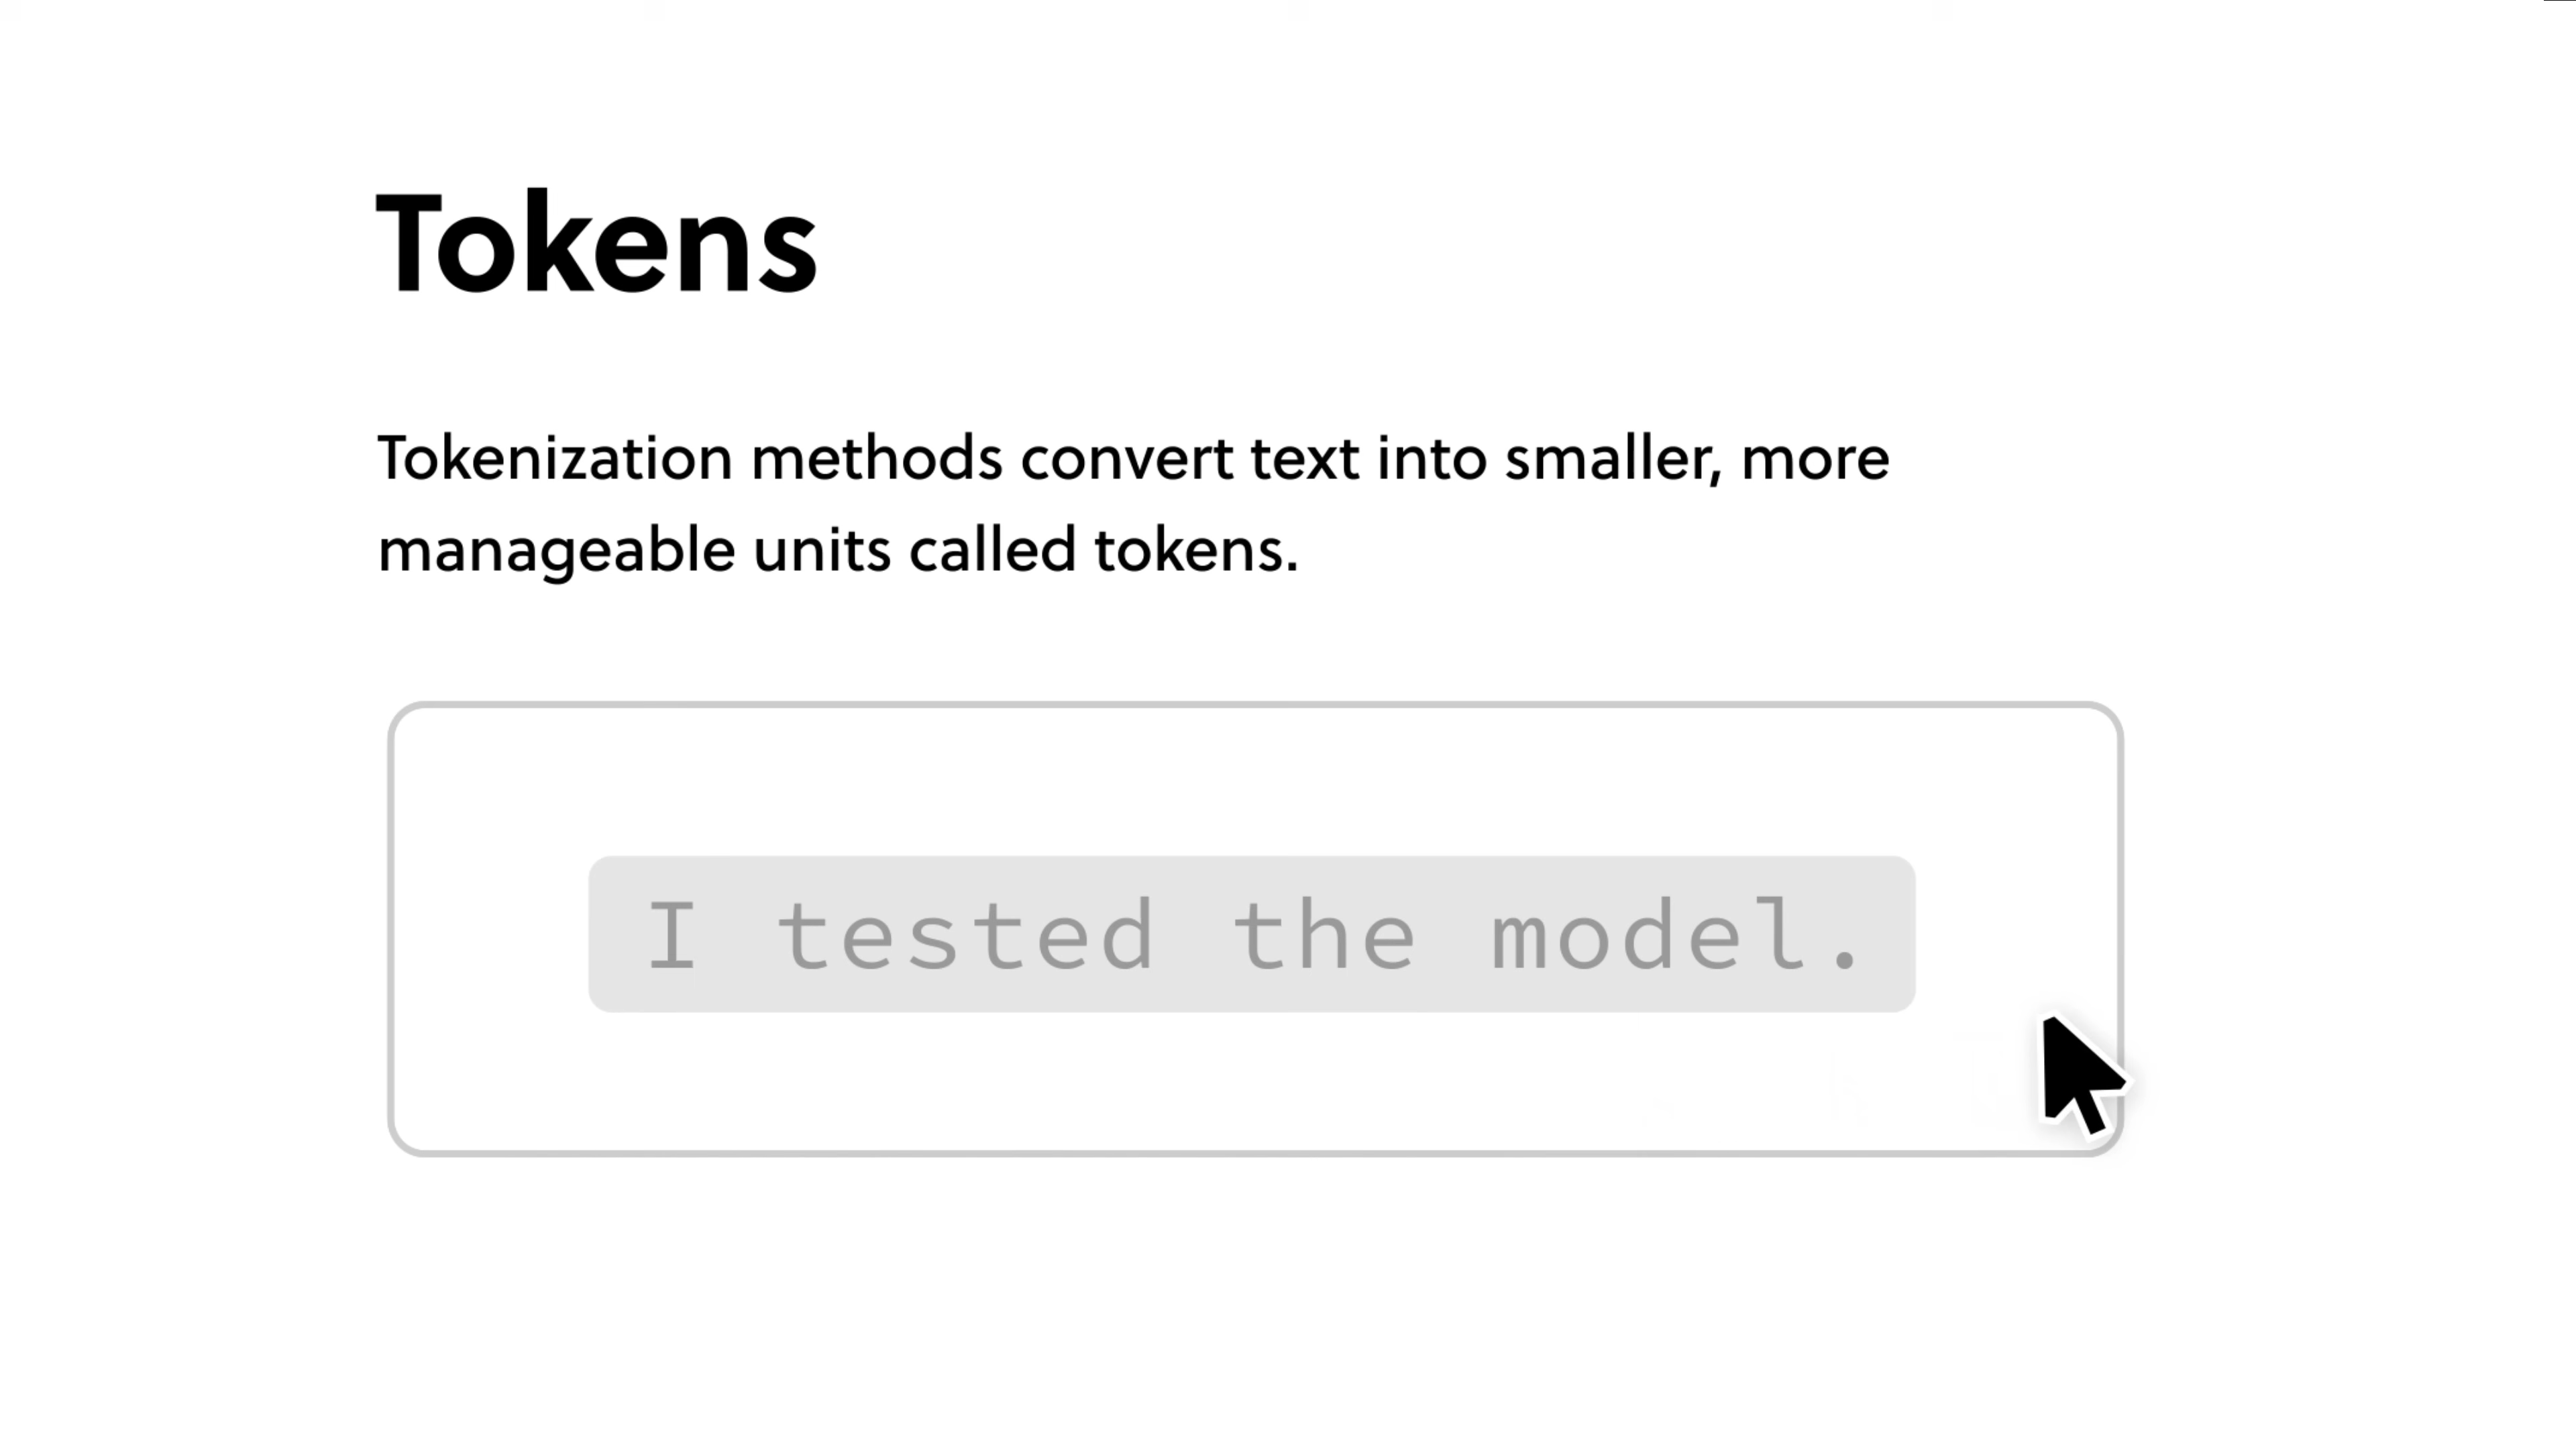 Tokens
Tokenization methods convert text into smaller, more
manageable units called tokens.
I tested the model.